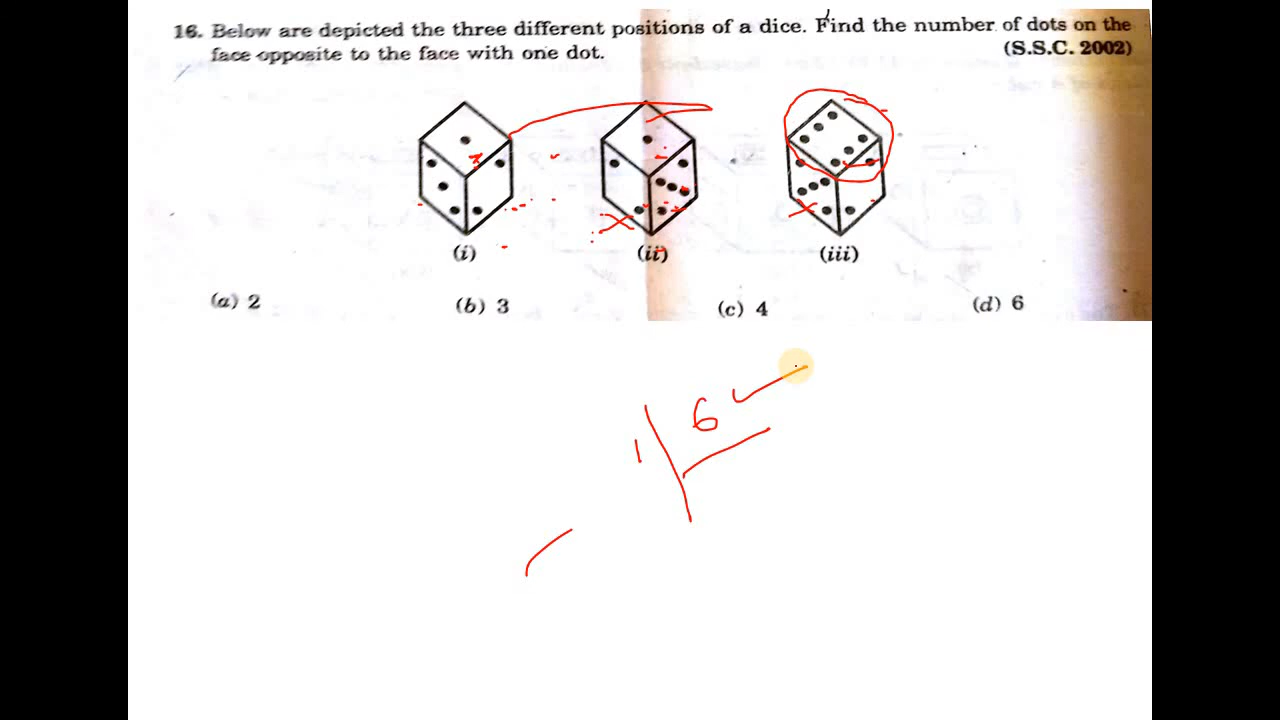 16. Below are depicted the three different positions of a dice. Find the number of dots on the
face opposite to the face with one dot. (S.S.C. 2002)
(i) (ii) (iii)
(a) 2 (b) 3 (c) 4 (d) 6
1 6